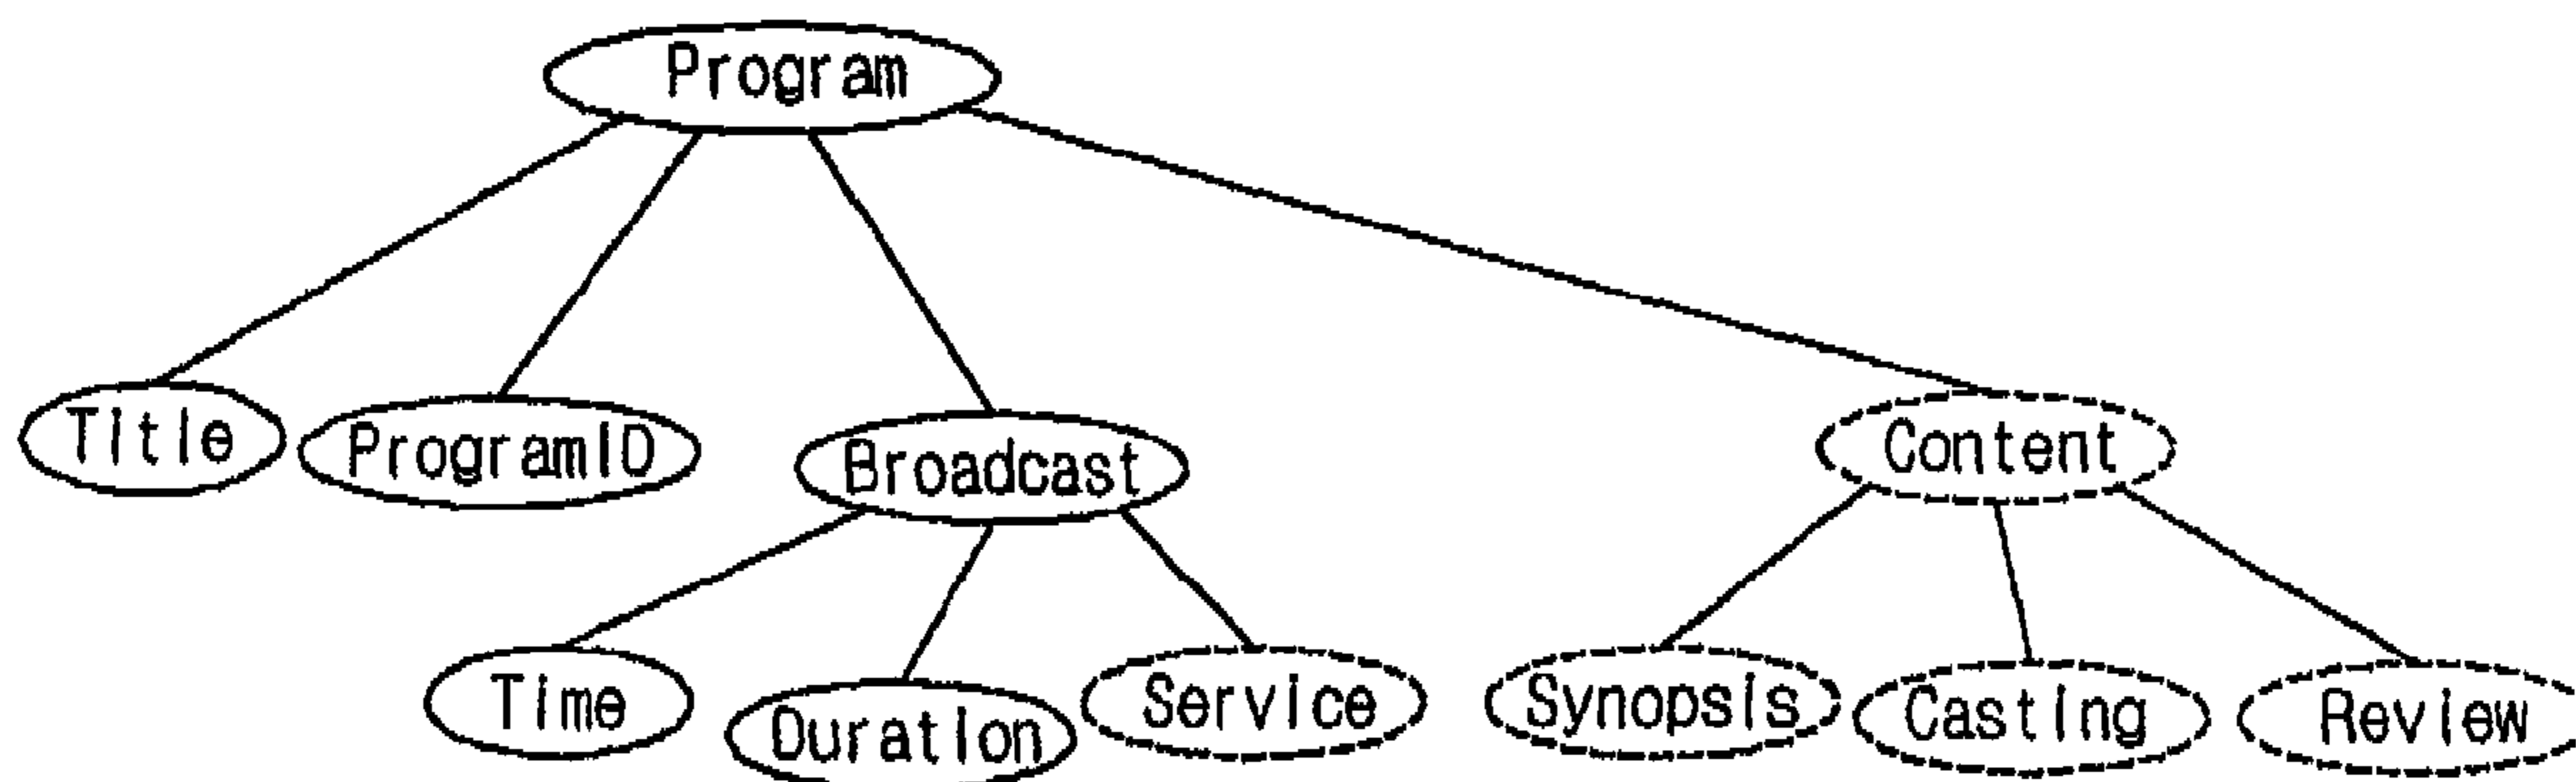 Program
Title
ProgramID
Broadcast
Content
Time
Duration
Service
Synopsis
Casting
Review